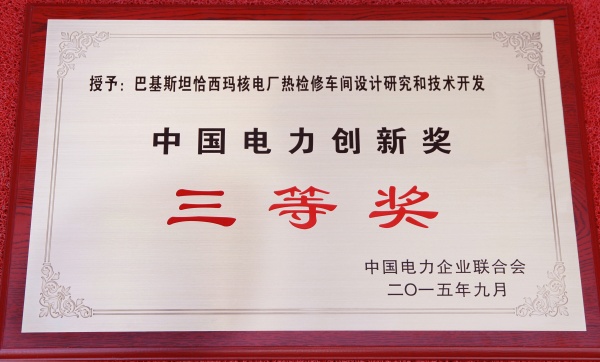 授予：巴基斯坦恰西玛核电厂热检修车间设计研究和技术开发
中国电力创新奖
三等奖
中国电力企业联合会
二〇一五年九月